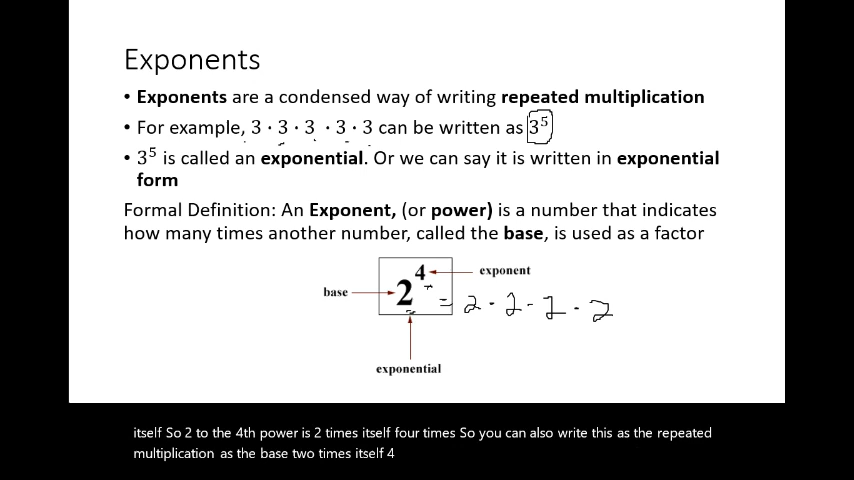 Exponents
• Exponents are a condensed way of writing repeated multiplication
• For example, 3 · 3 · 3 · 3 · 3 can be written as 3⁵
• 3⁵ is called an exponential. Or we can say it is written in exponential
form
Formal Definition: An Exponent, (or power) is a number that indicates
how many times another number, called the base, is used as a factor
exponent
base
2⁴ = 2 · 2 · 2 · 2
exponential
itself So 2 to the 4th power is 2 times itself four times So you can also write this as the repeated
multiplication as the base two times itself 4